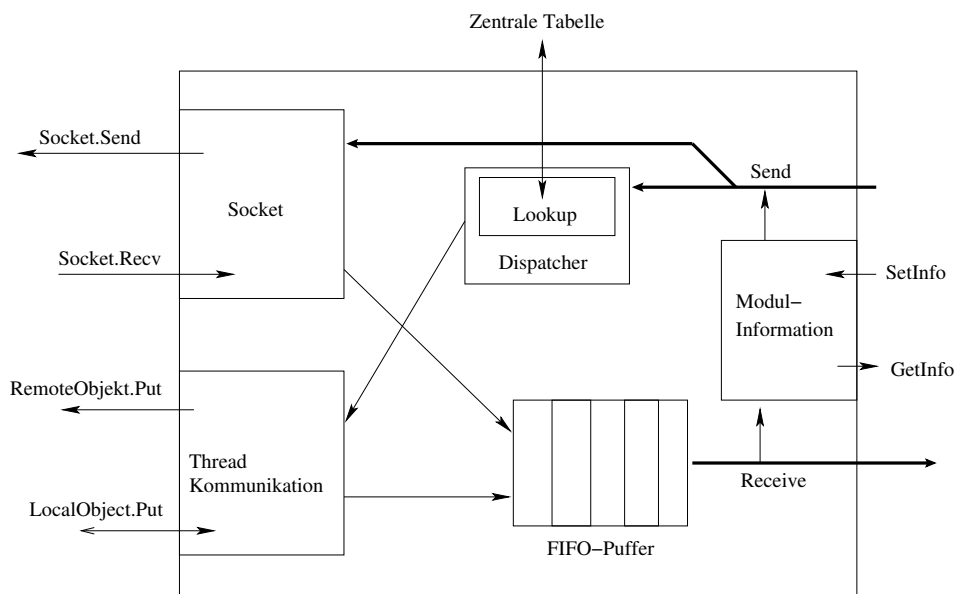 Zentrale Tabelle
Socket.Send
Send
Socket
Lookup
Dispatcher
Socket.Recv
SetInfo
Modul−
Information
GetInfo
RemoteObjekt.Put
Thread
Kommunikation
Receive
LocalObject.Put
FIFO−Puffer